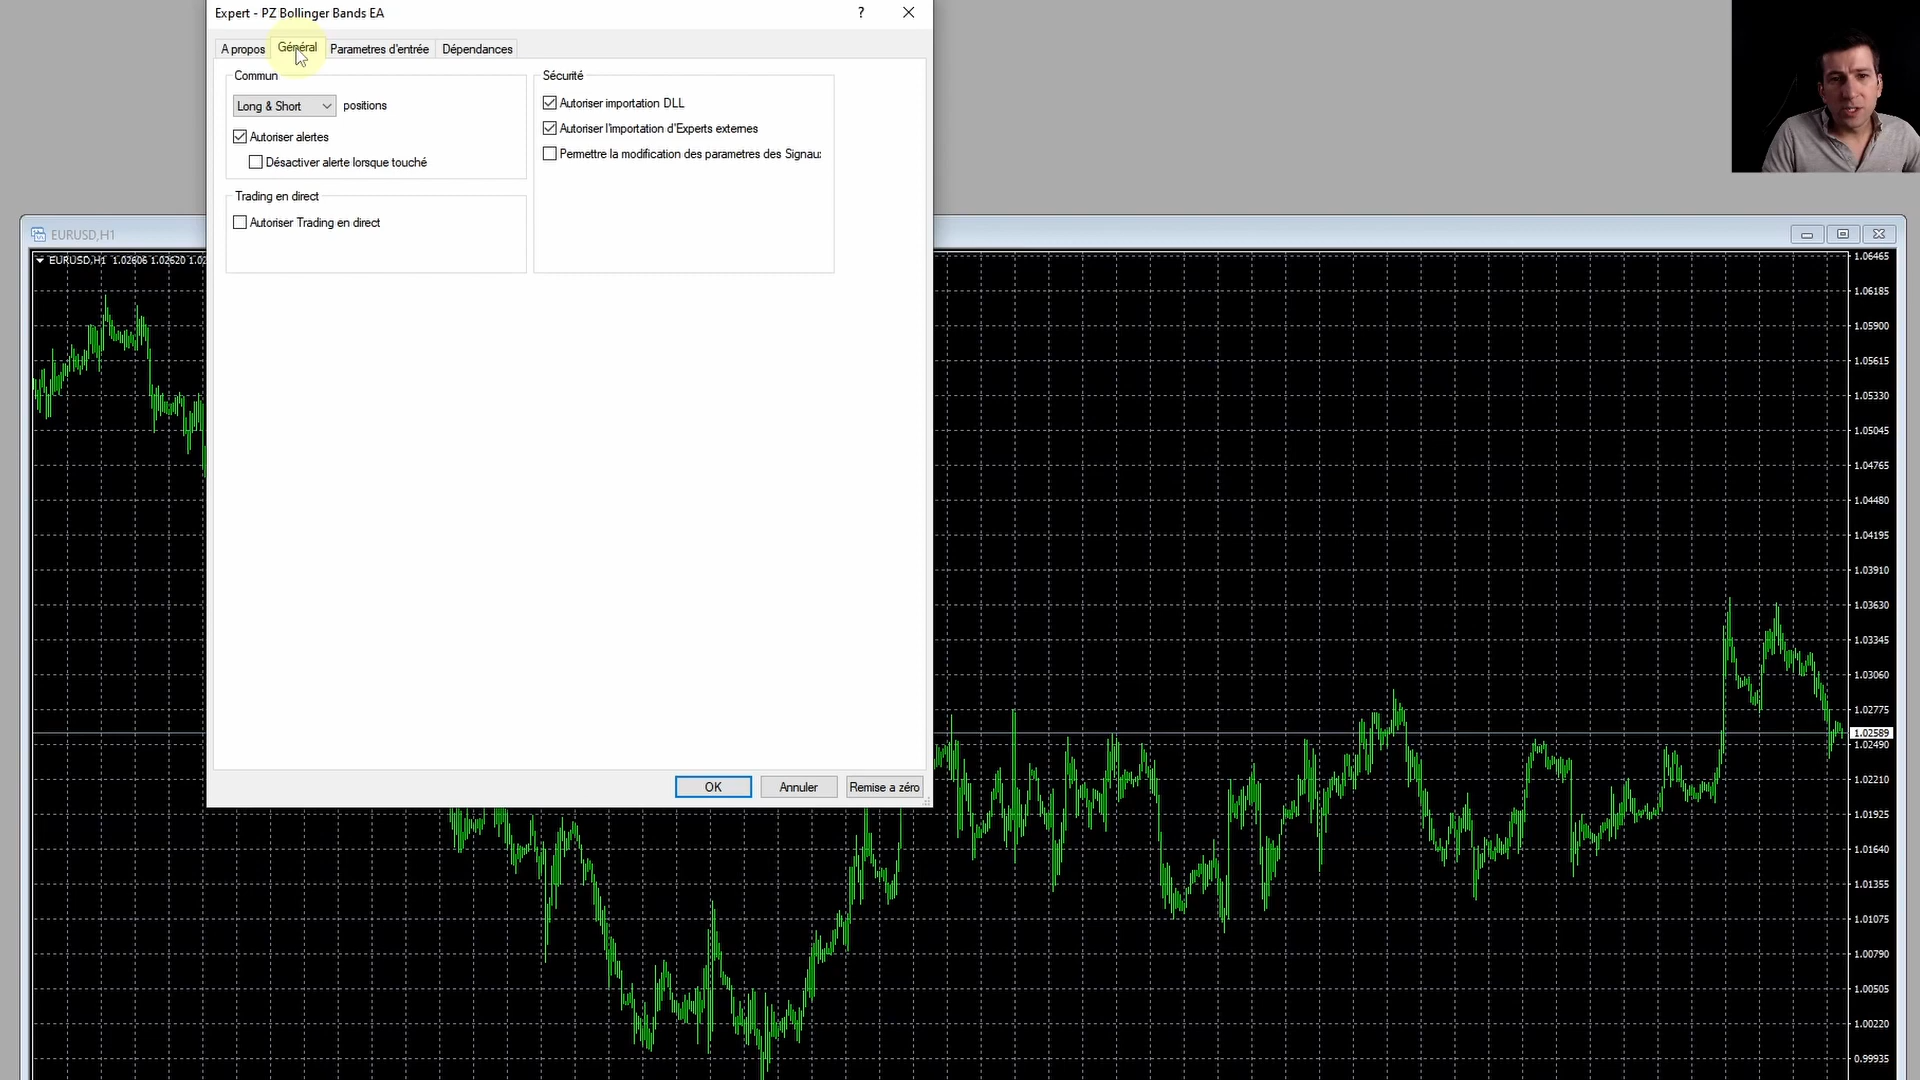 Expert - PZ Bollinger Bands EA
?
A propos
Général
Parametres d'entrée
Dépendances
Commun
Long & Short
positions
Autoriser alertes
Désactiver alerte lorsque touché
Trading en direct
Autoriser Trading en direct
Sécurité
Autoriser importation DLL
Autoriser l'importation d'Experts externes
Permettre la modification des parametres des Signau
OK
Annuler
Remise a zéro
EURUSD,H1
EURUSD,H1 1.02606 1.02620 1.02
1.06465
1.06185
1.05900
1.05615
1.05330
1.05045
1.04765
1.04480
1.04195
1.03910
1.03630
1.03345
1.03060
1.02775
1.02589
1.02490
1.02210
1.01925
1.01640
1.01355
1.01075
1.00790
1.00505
1.00220
0.99935